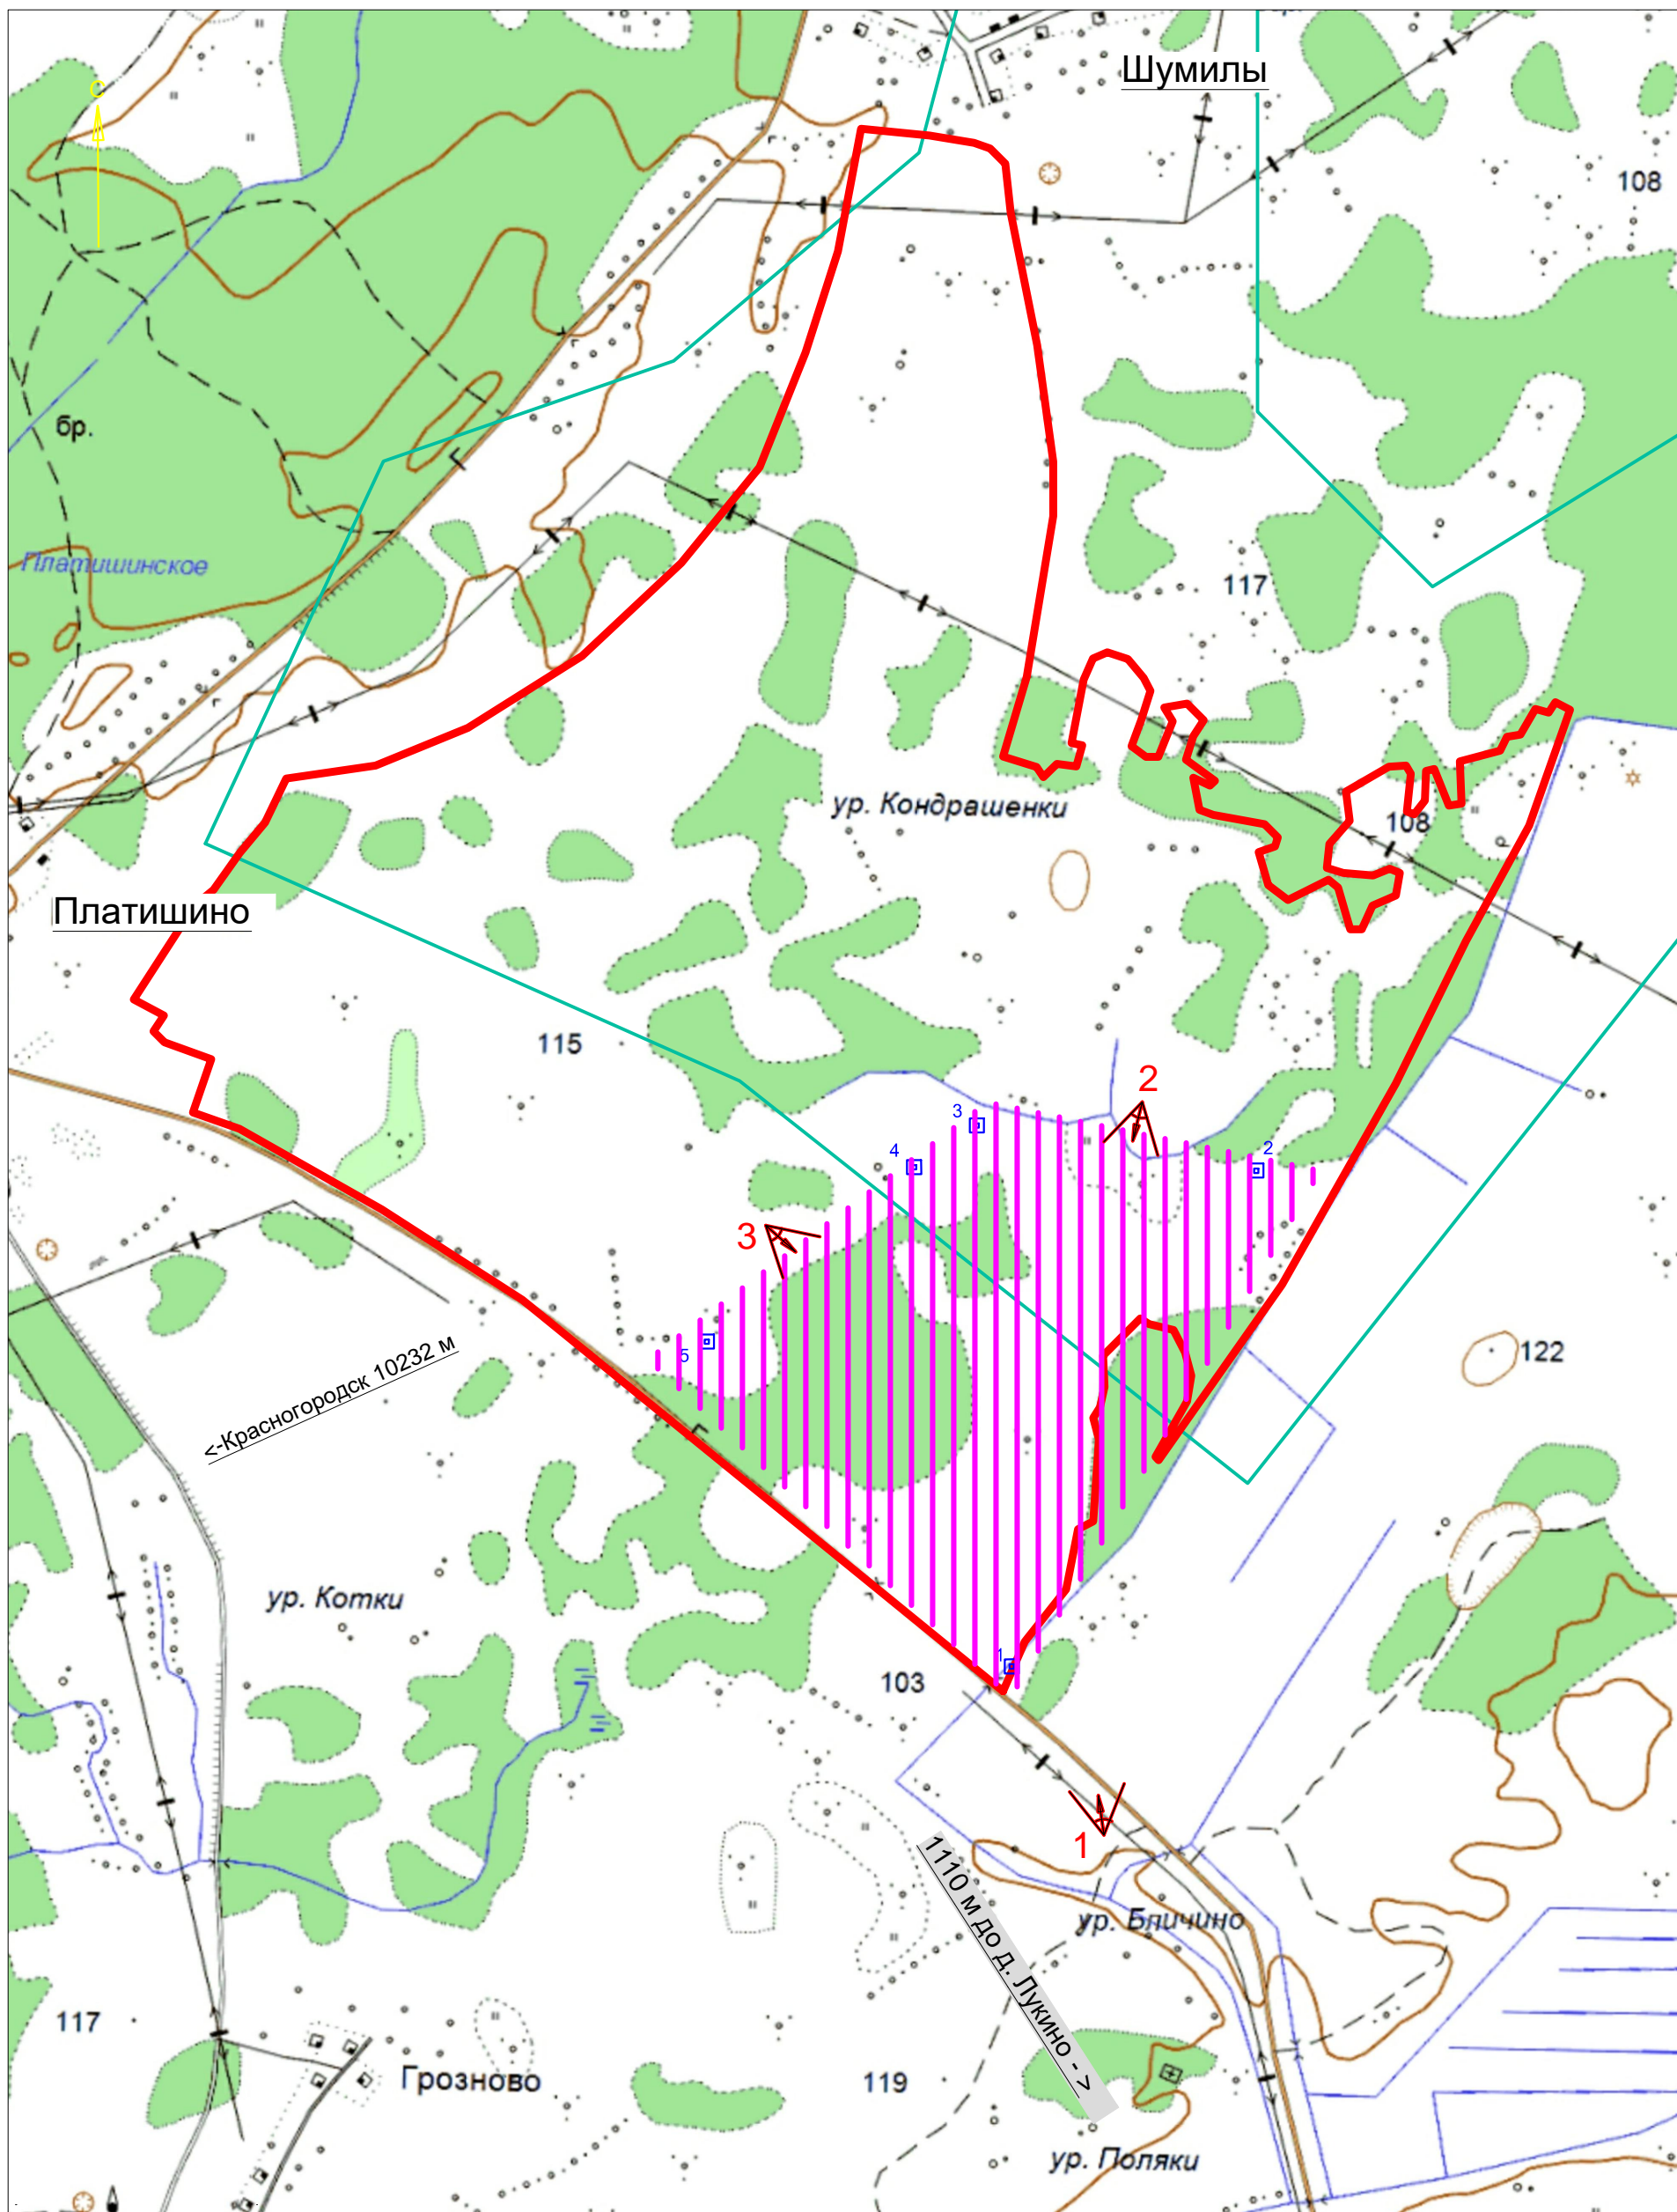 Шумилы
С
108
бр.
Платишинское
117
ур. Кондрашенки
108
Платишино
115
2
3
4
2
3
5
122
<-Красногородск 10232 м
ур. Котки
1
103
1
1110 м до д. Лукино - >
ур. Бличино
117
Грозново
119
ур. Поляки